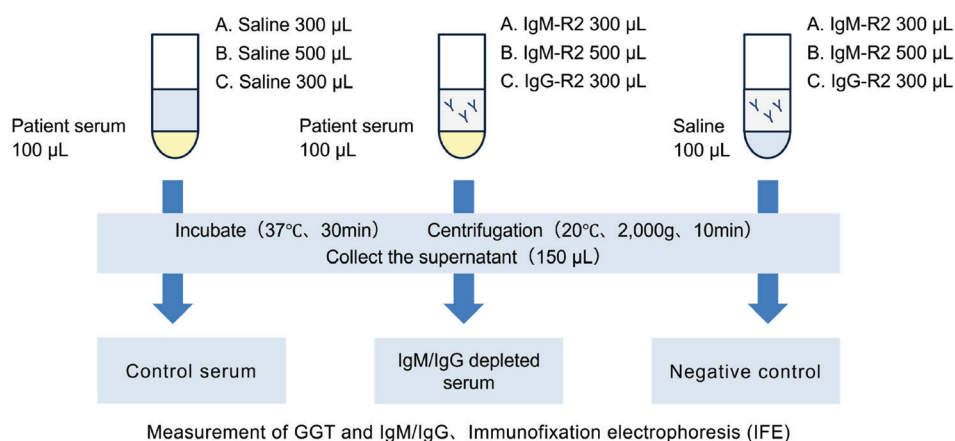 A. Saline 300 µL
B. Saline 500 µL
C. Saline 300 µL
Patient serum
100 µL
A. IgM-R2 300 µL
B. IgM-R2 500 µL
C. IgG-R2 300 µL
Patient serum
100 µL
A. IgM-R2 300 µL
B. IgM-R2 500 µL
C. IgG-R2 300 µL
Saline
100 µL
Incubate（37℃、30min） Centrifugation（20℃、2,000g、10min）
Collect the supernatant（150 µL）
Control serum
IgM/IgG depleted
serum
Negative control
Measurement of GGT and IgM/IgG、Immunofixation electrophoresis (IFE)